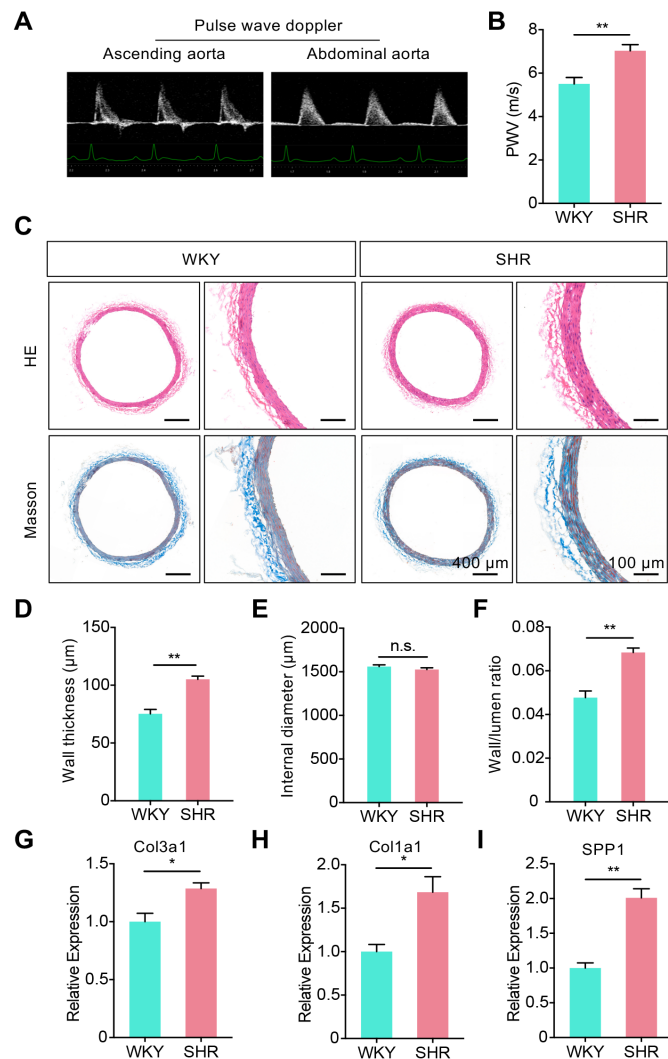 A
Pulse wave doppler
Ascending aorta
Abdominal aorta
B
**
PWV (m/s)
8
6
4
2
0
WKY
SHR
C
WKY
SHR
HE
Masson
400 μm
100 μm
D
**
Wall thickness (μm)
150
100
50
0
WKY
SHR
E
n.s.
Internal diameter (μm)
2000
1500
1000
500
0
WKY
SHR
F
**
Wall/lumen ratio
0.08
0.06
0.04
0.02
0.00
WKY
SHR
G
Col3a1
*
Relative Expression
1.5
1.0
0.5
0.0
WKY
SHR
H
Col1a1
*
Relative Expression
2.0
1.5
1.0
0.5
0.0
WKY
SHR
I
SPP1
**
Relative Expression
2.5
2.0
1.5
1.0
0.5
0.0
WKY
SHR